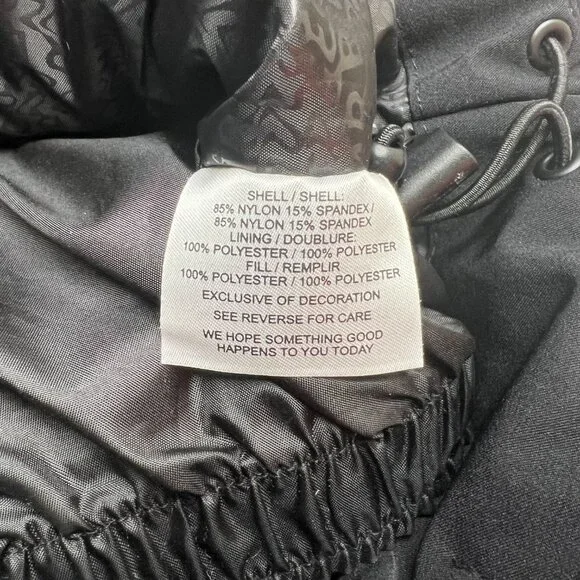 SHELL / SHELL:
85% NYLON 15% SPANDEX /
85% NYLON 15% SPANDEX
LINING / DOUBLURE:
100% POLYESTER / 100% POLYESTER
FILL / REMPLIR
100% POLYESTER / 100% POLYESTER
EXCLUSIVE OF DECORATION
SEE REVERSE FOR CARE
WE HOPE SOMETHING GOOD
HAPPENS TO YOU TODAY